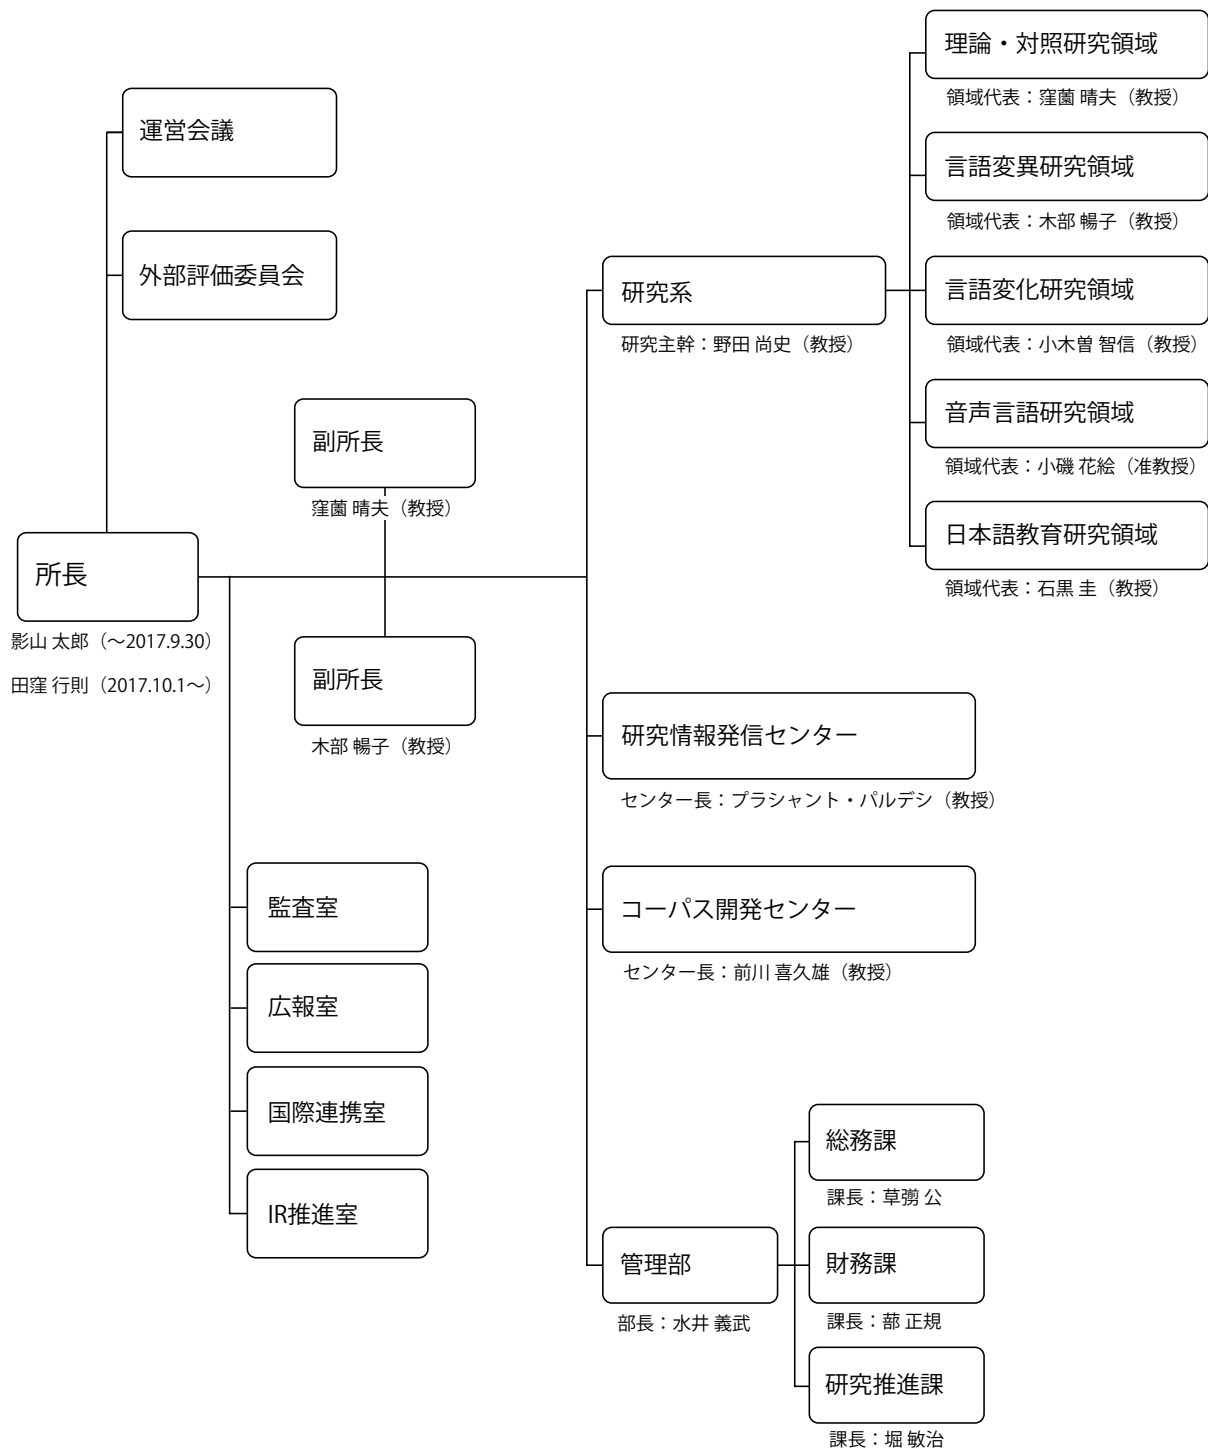 運営会議
外部評価委員会
所長
影山 太郎（～2017.9.30）
田窪 行則（2017.10.1～）
副所長
窪薗 晴夫（教授）
副所長
木部 暢子（教授）
監査室
広報室
国際連携室
IR推進室
研究系
研究主幹：野田 尚史（教授）
理論・対照研究領域
領域代表：窪薗 晴夫（教授）
言語変異研究領域
領域代表：木部 暢子（教授）
言語変化研究領域
領域代表：小木曽 智信（教授）
音声言語研究領域
領域代表：小磯 花絵（准教授）
日本語教育研究領域
領域代表：石黒 圭（教授）
研究情報発信センター
センター長：プラシャント・パルデシ（教授）
コーパス開発センター
センター長：前川 喜久雄（教授）
管理部
部長：水井 義武
総務課
課長：草彅 公
財務課
課長：蔀 正規
研究推進課
課長：堀 敏治